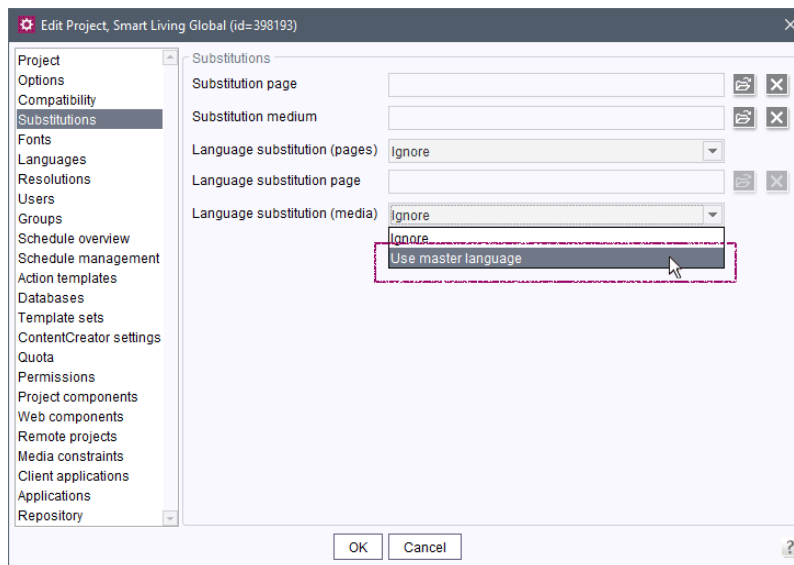 Edit Project, Smart Living Global (id=398193)
Project
Options
Compatibility
Substitutions
Fonts
Languages
Resolutions
Users
Groups
Schedule overview
Schedule management
Action templates
Databases
Template sets
ContentCreator settings
Quota
Permissions
Project components
Web components
Remote projects
Media constraints
Client applications
Applications
Repository
Substitutions
Substitution page
Substitution medium
Language substitution (pages) Ignore
Language substitution page
Language substitution (media) Ignore
Ignore
Use master language
OK Cancel
?